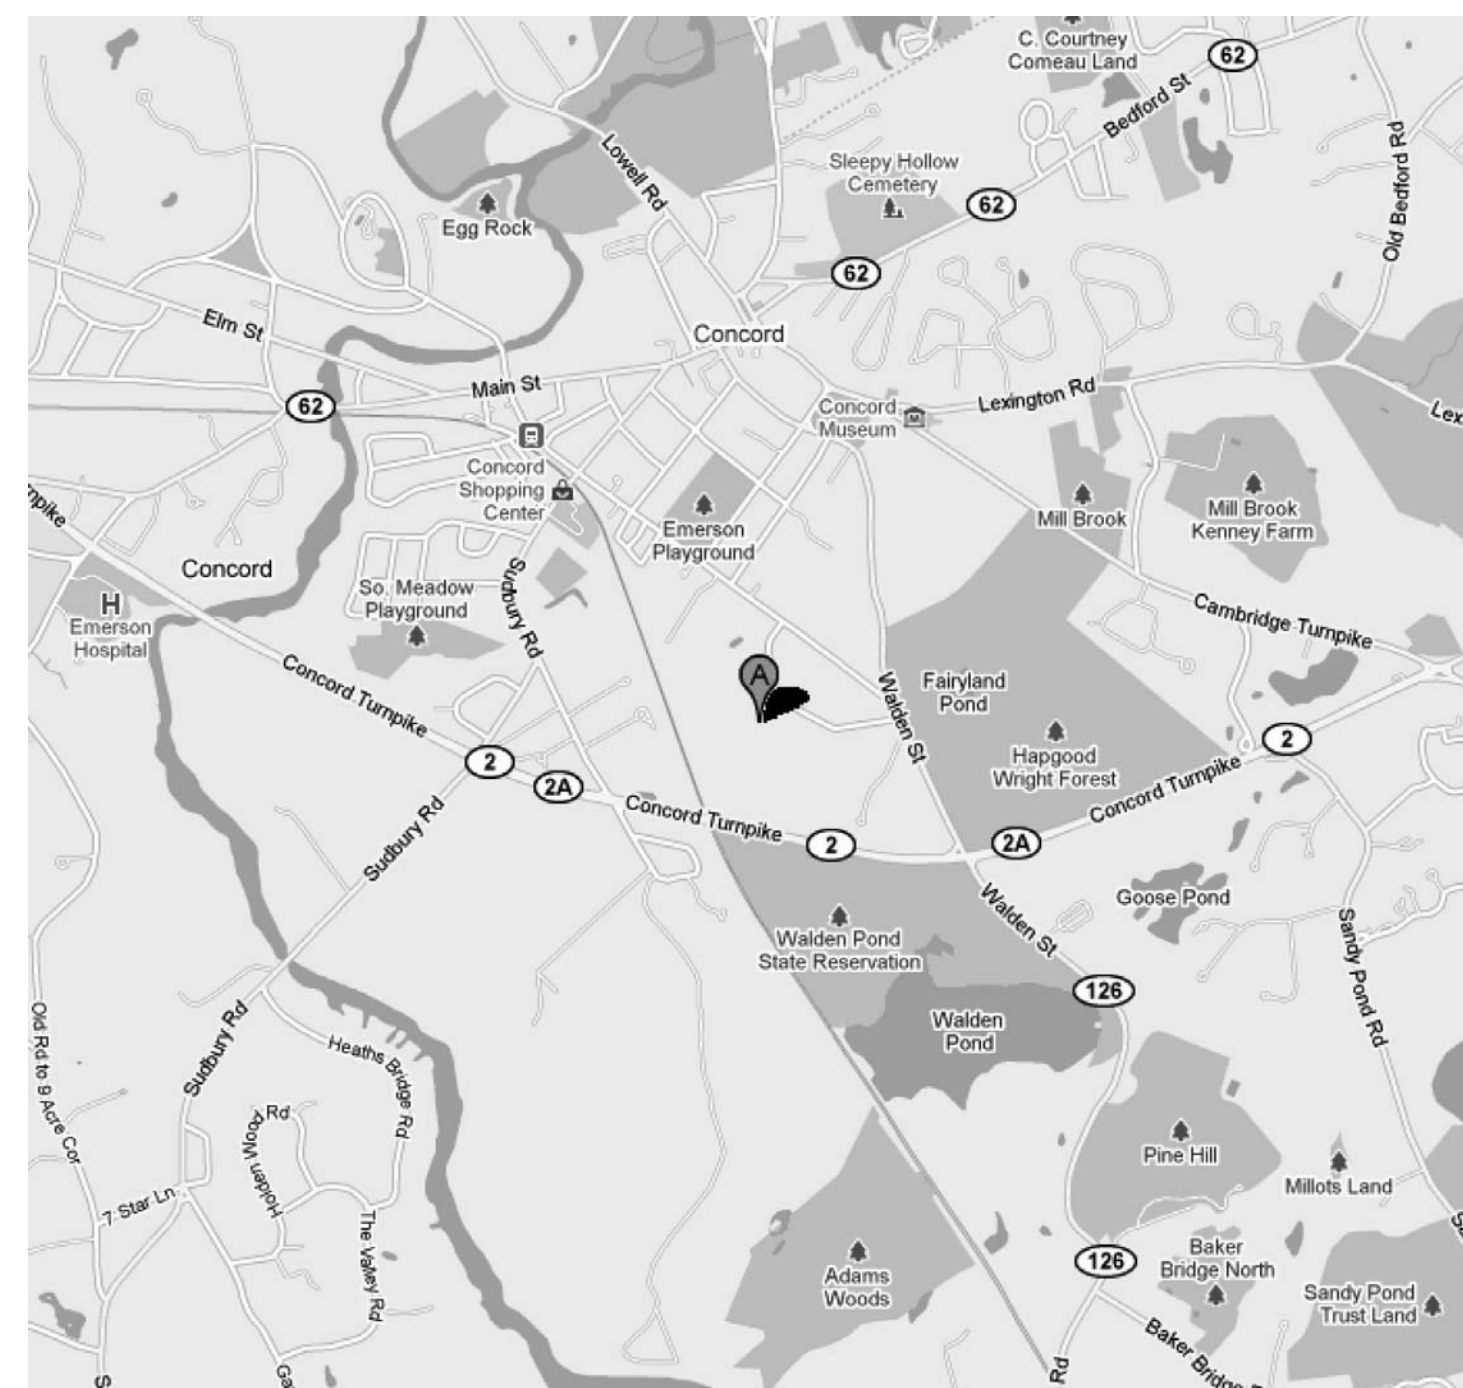 C. Courtney
Comeau Land
62
Bedford St
Old Bedford Rd
Lowell Rd
Sleepy Hollow
Cemetery
62
Egg Rock
62
Elm St
Concord
Main St
62
Lexington Rd
Concord
Museum
Lex
Concord
Shopping
Center
rnpike
Emerson
Playground
Mill Brook
Mill Brook
Kenney Farm
Concord
H
Emerson
Hospital
So. Meadow
Playground
Sudbury Rd
Cambridge Turnpike
Concord Turnpike
A
Walden St
Fairyland
Pond
Hapgood
Wright Forest
2
2
2A
Concord Turnpike
2
2A
Concord Turnpike
Sudbury Rd
Goose Pond
Walden St
Walden Pond
State Reservation
Sandy Pond Rd
126
Walden
Pond
Sudbury Rd
Old Rd to 9 Acre Cor
Heaths Bridge Rd
Holden Wood Rd
Pine Hill
Millots Land
7 Star Ln
The Valley Rd
126
Baker
Bridge North
Adams
Woods
Sandy Pond
Trust Land
Baker Bridge
Rd
S
Ga